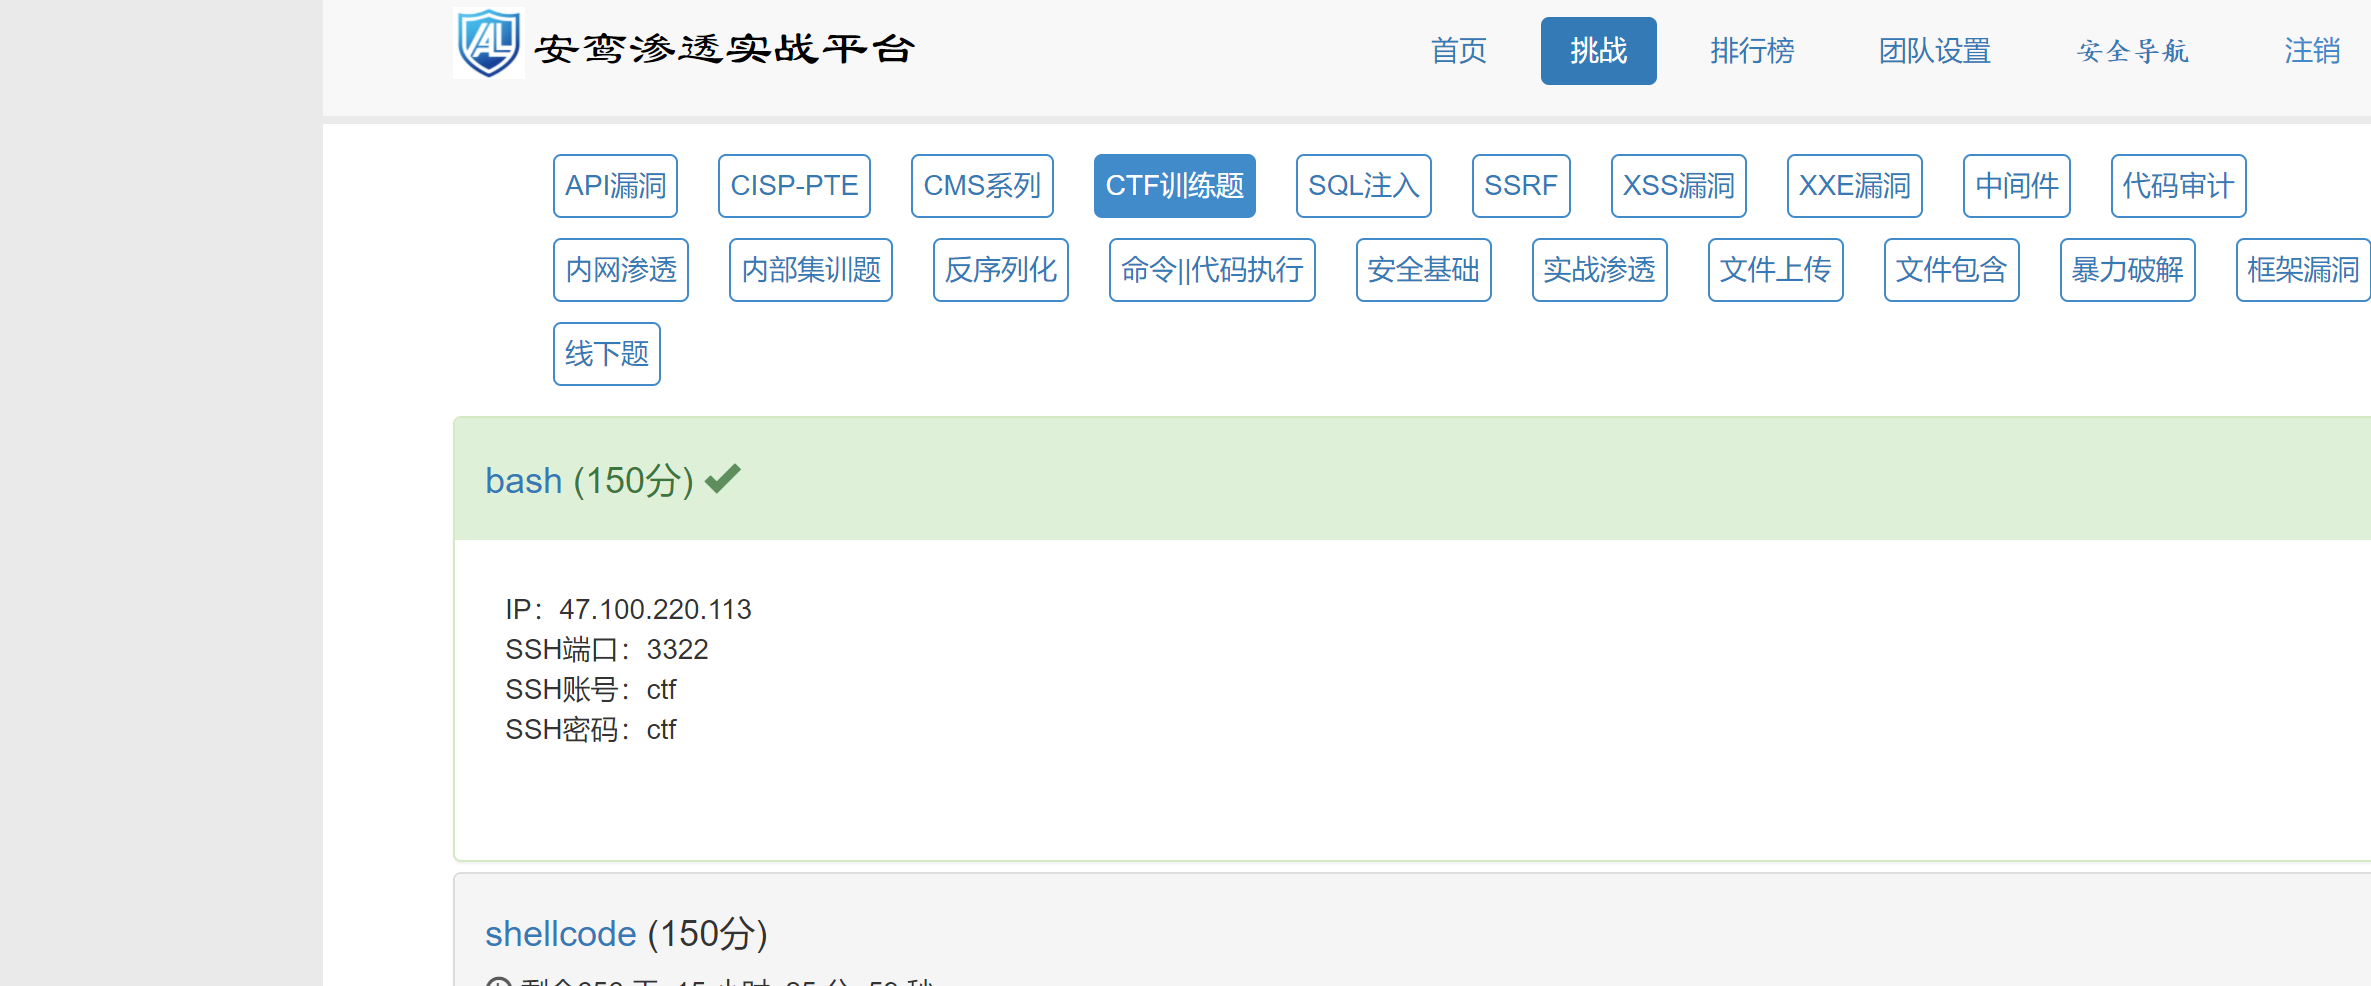 安鸾渗透实战平台 首页 挑战 排行榜 团队设置 安全导航 注销
API漏洞 CISP-PTE CMS系列 CTF训练题 SQL注入 SSRF XSS漏洞 XXE漏洞 中间件 代码审计
内网渗透 内部集训题 反序列化 命令||代码执行 安全基础 实战渗透 文件上传 文件包含 暴力破解 框架漏洞
线下题
bash (150分)
IP：47.100.220.113
SSH端口：3322
SSH账号：ctf
SSH密码：ctf
shellcode (150分)